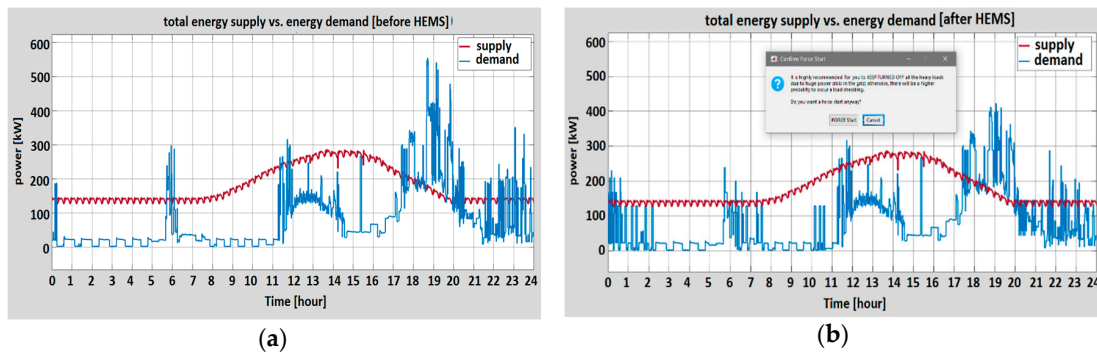 total energy supply vs. energy demand [before HEMS]
600
500
400
300
200
100
0
power [kW]
supply
demand
0 1 2 3 4 5 6 7 8 9 10 11 12 13 14 15 16 17 18 19 20 21 22 23 24
Time [hour]
(a)
total energy supply vs. energy demand [after HEMS]
600
500
400
300
200
100
0
power [kW]
supply
demand
Confirm Force Start
It is highly recommended for you to KEEP TURNED OFF all the heavy loads
due to huge power crisis in the grid; otherwise, there will be a higher
probability to occur a load shedding.
Do you want a force start anyway?
FORCE Start
Cancel
0 1 2 3 4 5 6 7 8 9 10 11 12 13 14 15 16 17 18 19 20 21 22 23 24
Time [hour]
(b)